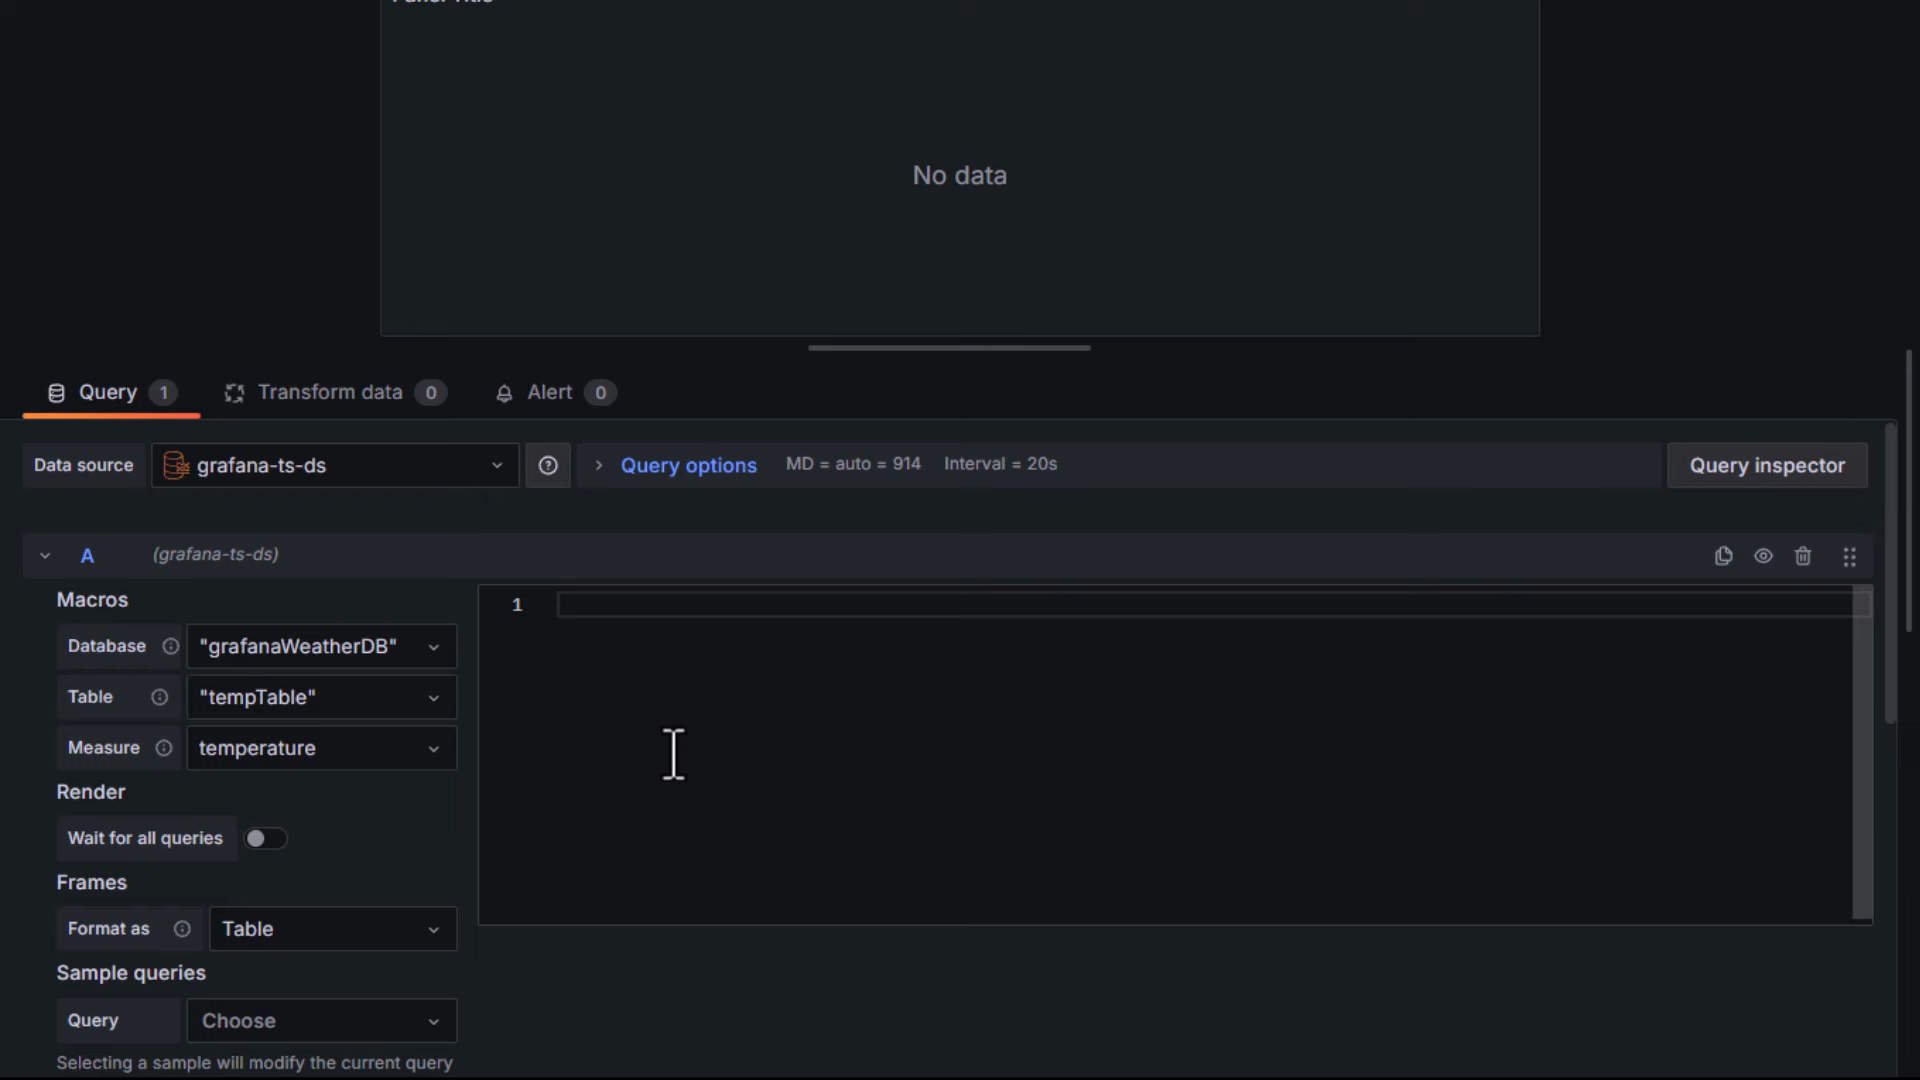 No data
Query 1 Transform data 0 Alert 0
Data source grafana-ts-ds Query options MD = auto = 914 Interval = 20s Query inspector
A (grafana-ts-ds)
Macros
1
Database "grafanaWeatherDB"
Table "tempTable"
Measure temperature
Render
Wait for all queries
Frames
Format as Table
Sample queries
Query Choose
Selecting a sample will modify the current query